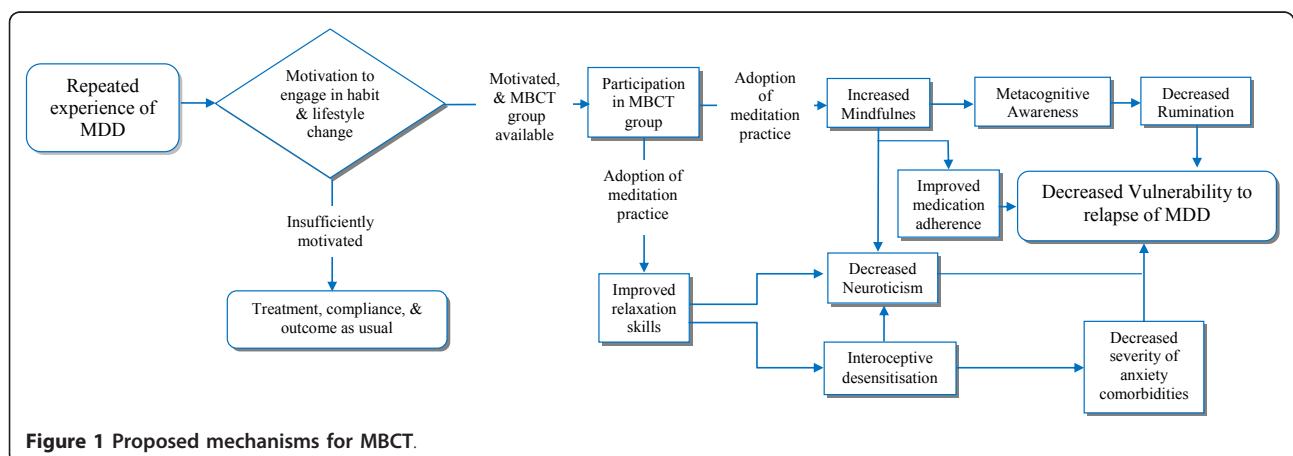 Repeated
experience of
MDD
Motivation to
engage in habit
& lifestyle
change
Motivated,
& MBCT
group
available
Participation
in MBCT
group
Adoption
of
meditation
practice
Increased
Mindfulnes
Metacognitive
Awareness
Decreased
Rumination
Improved
medication
adherence
Decreased Vulnerability to
relapse of MDD
Adoption of
meditation
practice
Insufficiently
motivated
Treatment, compliance, &
outcome as usual
Improved
relaxation
skills
Decreased
Neuroticism
Interoceptive
desensitisation
Decreased
severity of
anxiety
comorbidities
Figure 1 Proposed mechanisms for MBCT.